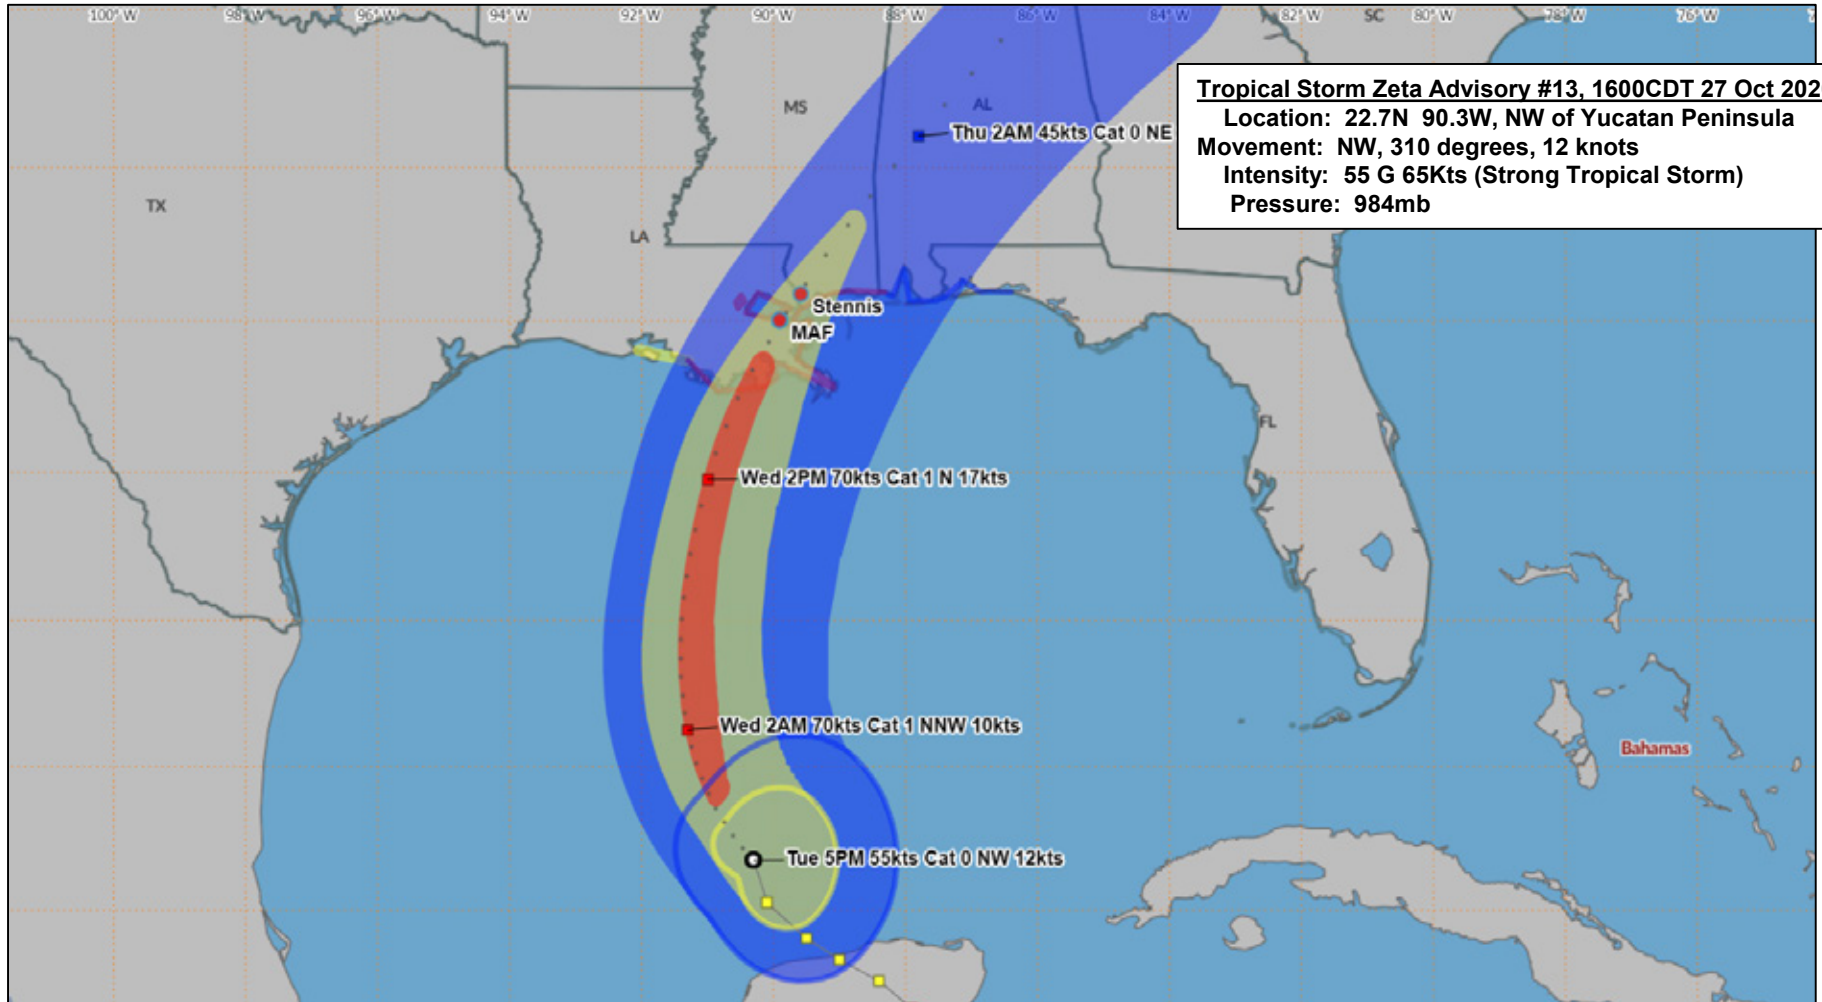 100° W 98° W 96° W 94° W 92° W 90° W 88° W 86° W 84° W 82° W 80° W 78° W 76° W
SC
MS
AL
Tropical Storm Zeta Advisory #13, 1600CDT 27 Oct 202
Location: 22.7N 90.3W, NW of Yucatan Peninsula
Movement: NW, 310 degrees, 12 knots
Intensity: 55 G 65Kts (Strong Tropical Storm)
Pressure: 984mb
Thu 2AM 45kts Cat 0 NE
TX
LA
Stennis
MAF
FL
Wed 2PM 70kts Cat 1 N 17kts
Wed 2AM 70kts Cat 1 NNW 10kts
Bahamas
Tue 5PM 55kts Cat 0 NW 12kts